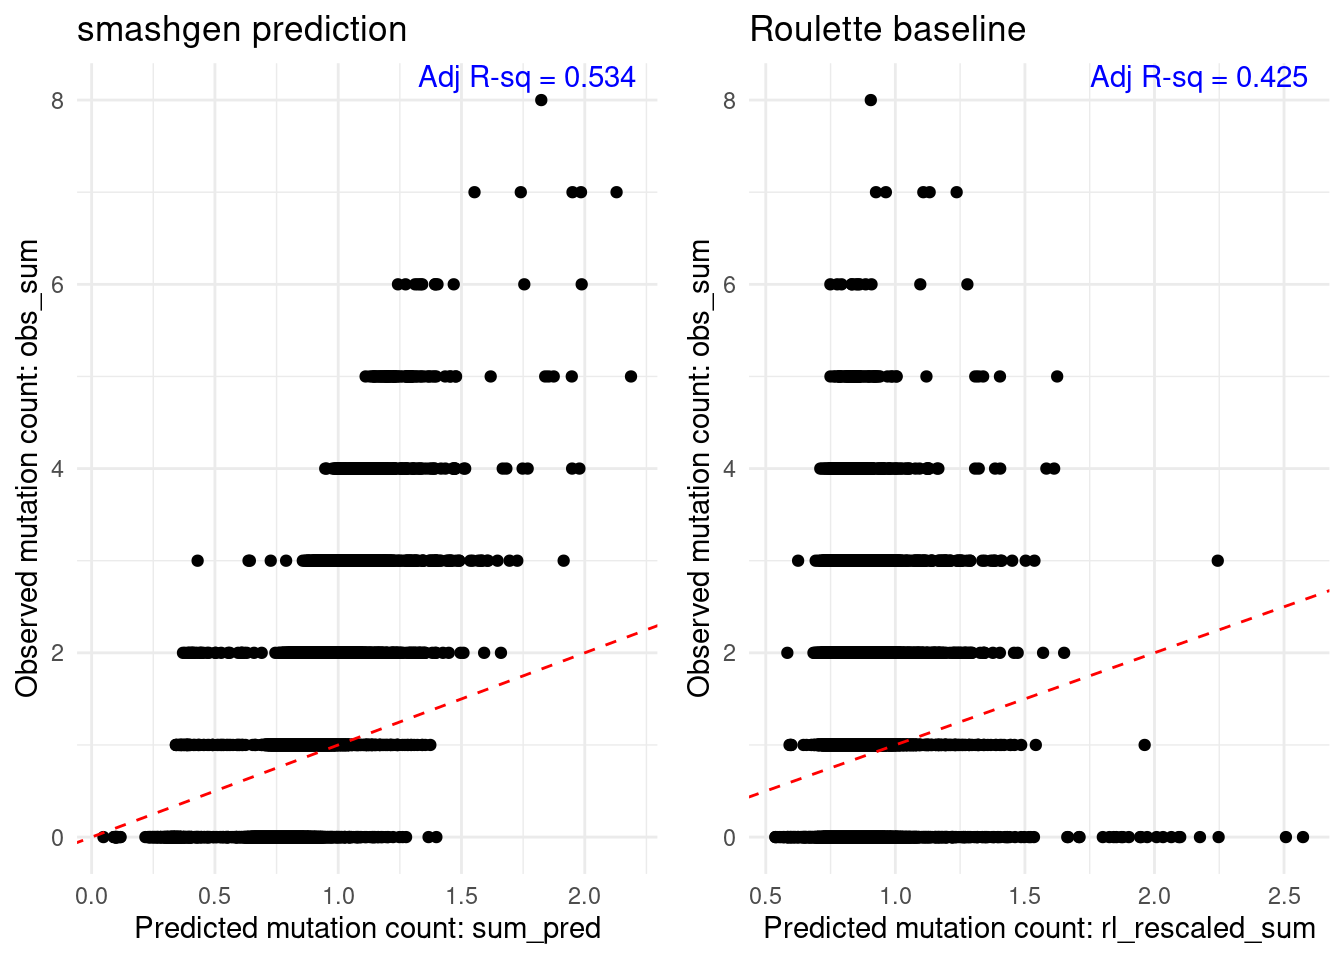 smashgen prediction
Adj R-sq = 0.534
Observed mutation count: obs_sum
8
6
4
2
0
0.0 0.5 1.0 1.5 2.0
Predicted mutation count: sum_pred
Roulette baseline
Adj R-sq = 0.425
Observed mutation count: obs_sum
8
6
4
2
0
0.5 1.0 1.5 2.0 2.5
Predicted mutation count: rl_rescaled_sum